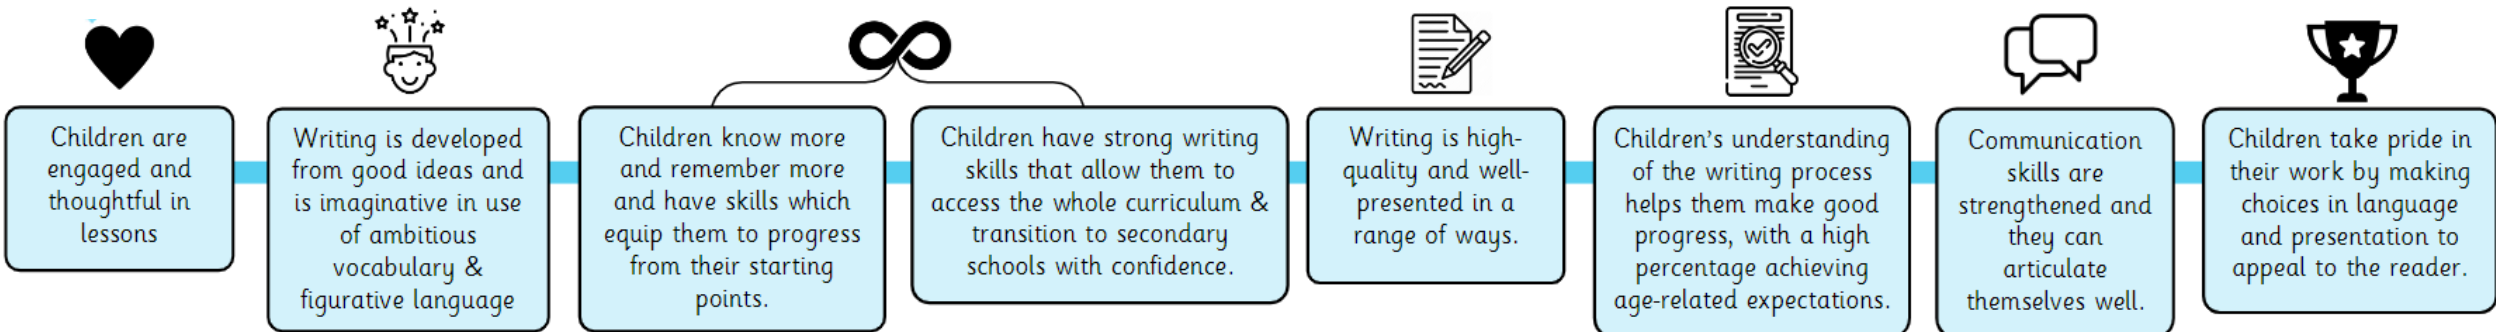 Children are
engaged and
thoughtful in
lessons
Writing is developed
from good ideas and
is imaginative in use
of ambitious
vocabulary &
figurative language
Children know more
and remember more
and have skills which
equip them to progress
from their starting
points.
Children have strong writing
skills that allow them to
access the whole curriculum &
transition to secondary
schools with confidence.
Writing is high-
quality and well-
presented in a
range of ways.
Children's understanding
of the writing process
helps them make good
progress, with a high
percentage achieving
age-related expectations.
Communication
skills are
strengthened and
they can
articulate
themselves well.
Children take pride in
their work by making
choices in language
and presentation to
appeal to the reader.